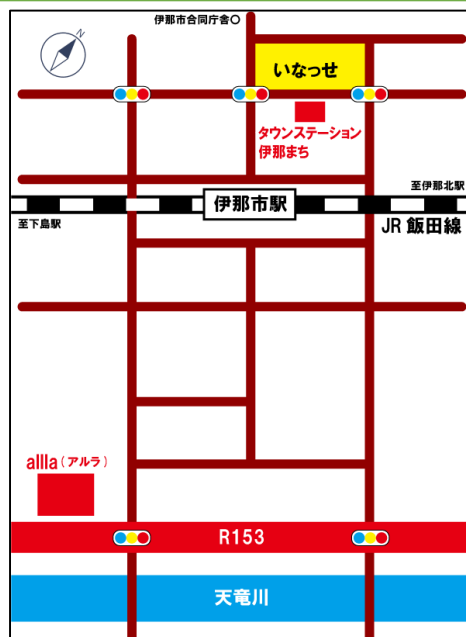 伊那市合同庁舎○
N
いなっせ
タウンステーション
伊那まち
至伊那北駅
伊那市駅
至下島駅
JR 飯田線
allla(アルラ)
R153
天竜川